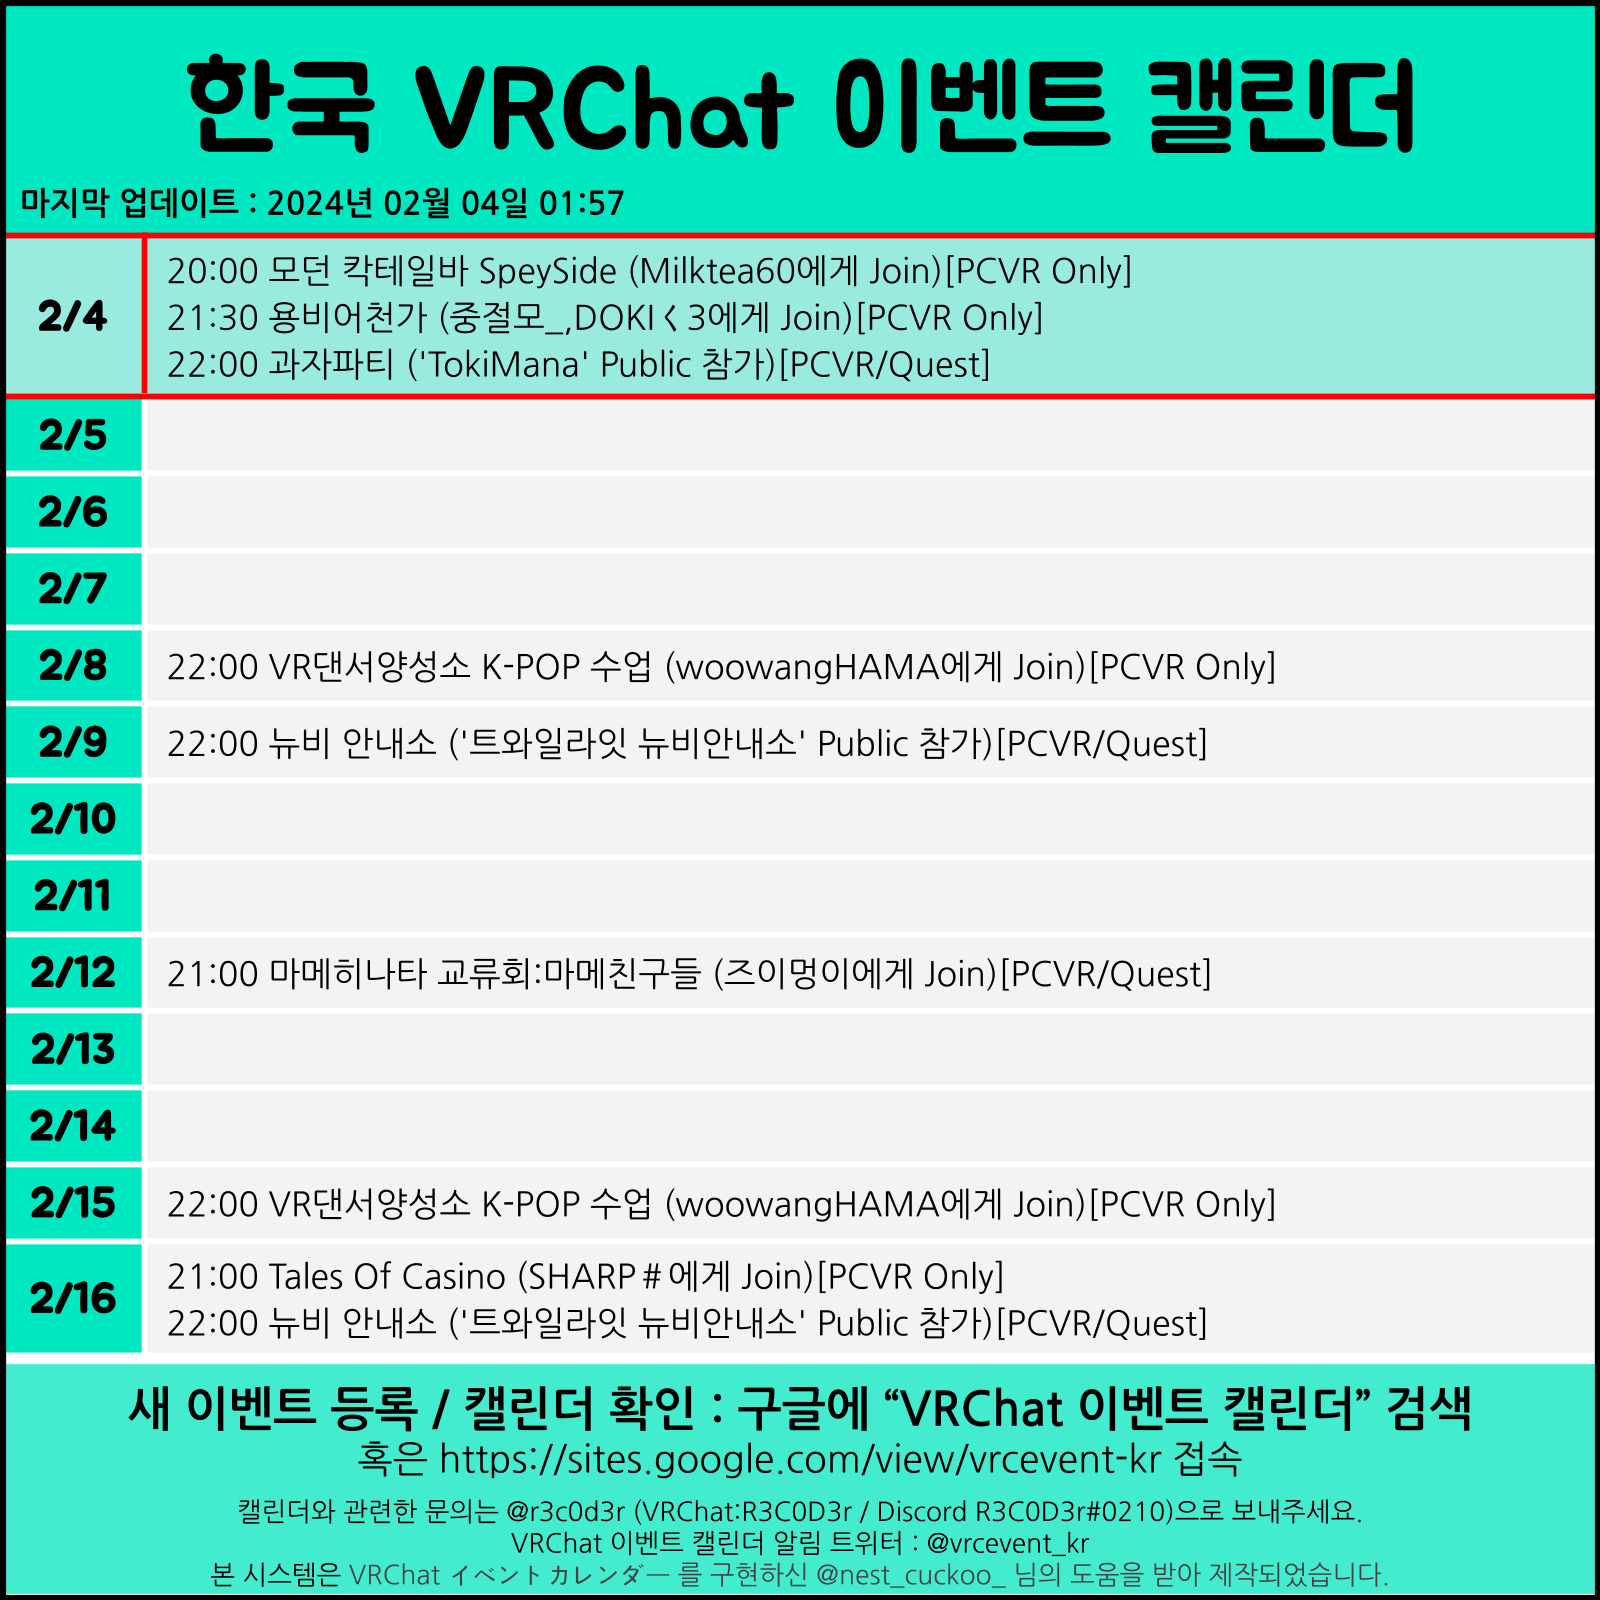 한국 VRChat 이벤트 캘린더
마지막 업데이트 : 2024년 02월 04일 01:57
2/4
20:00 모던 칵테일바 SpeySide (Milktea60에게 Join)[PCVR Only]
21:30 용비어천가 (중절모_,DOKIく3에게 Join)[PCVR Only]
22:00 과자파티 ('TokiMana' Public 참가)[PCVR/Quest]
2/5
2/6
2/7
2/8
22:00 VR댄서양성소 K-POP 수업 (woowangHAMA에게 Join)[PCVR Only]
2/9
22:00 뉴비 안내소 ('트와일라잇 뉴비안내소' Public 참가)[PCVR/Quest]
2/10
2/11
2/12
21:00 마메히나타 교류회:마메친구들 (즈이멍이에게 Join)[PCVR/Quest]
2/13
2/14
2/15
22:00 VR댄서양성소 K-POP 수업 (woowangHAMA에게 Join)[PCVR Only]
2/16
21:00 Tales Of Casino (SHARP＃에게 Join)[PCVR Only]
22:00 뉴비 안내소 ('트와일라잇 뉴비안내소' Public 참가)[PCVR/Quest]
새 이벤트 등록 / 캘린더 확인 : 구글에 “VRChat 이벤트 캘린더” 검색
혹은 https://sites.google.com/view/vrcevent-kr 접속
캘린더와 관련한 문의는 @r3c0d3r (VRChat:R3C0D3r / Discord R3C0D3r#0210)으로 보내주세요.
VRChat 이벤트 캘린더 알림 트위터 : @vrcevent_kr
본 시스템은 VRChat イベントカレンダー 를 구현하신 @nest_cuckoo_ 님의 도움을 받아 제작되었습니다.